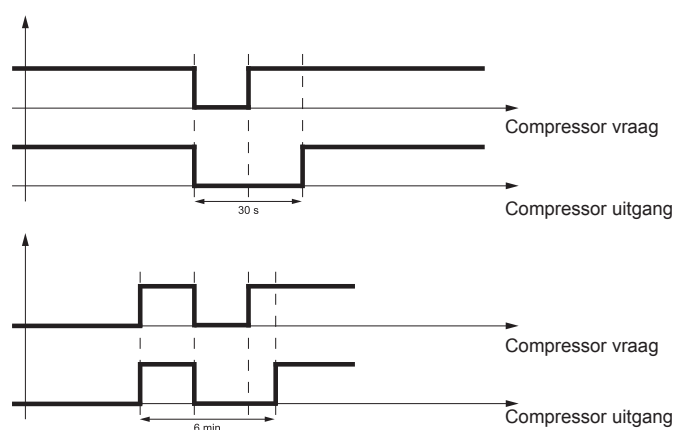 Compressor vraag
30 s
Compressor uitgang
Compressor vraag
6 min
Compressor uitgang